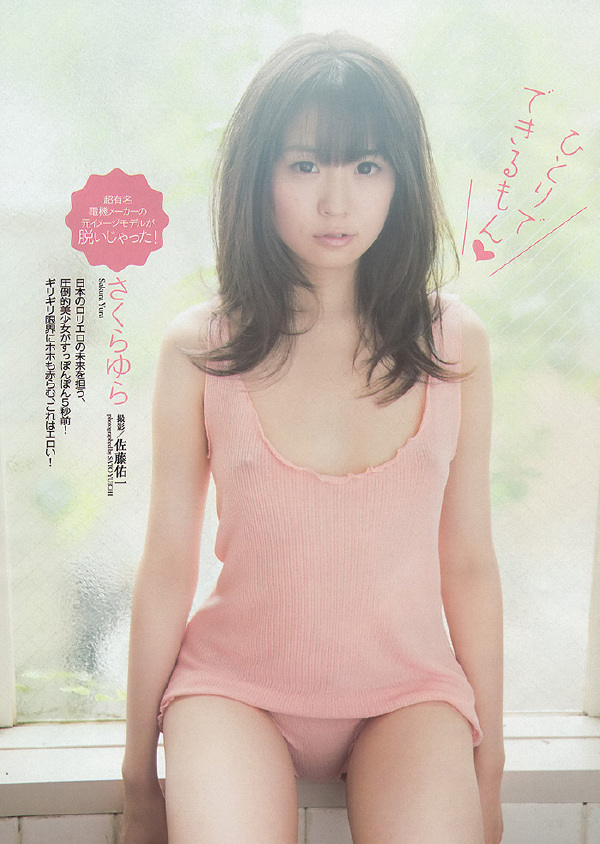 ひとりで
できるもん♥
超有名
電機メーカーの
元イメージモデルが
脱いじゃった!
さくらゆら
Sakura Yura
日本のロリエロの未来を担う、
圧倒的美少女がすっぽんぽん5秒前!
ギリギリ限界にホホも赤らむ、これはエロい!
撮影/佐藤佑一
photographed by SATO YUICHI